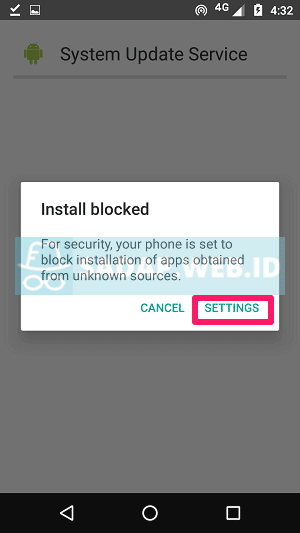 4G 4:32
System Update Service
Install blocked
For security, your phone is set to
block installation of apps obtained
from unknown sources.
SADAP.WEB.ID
CANCEL SETTINGS